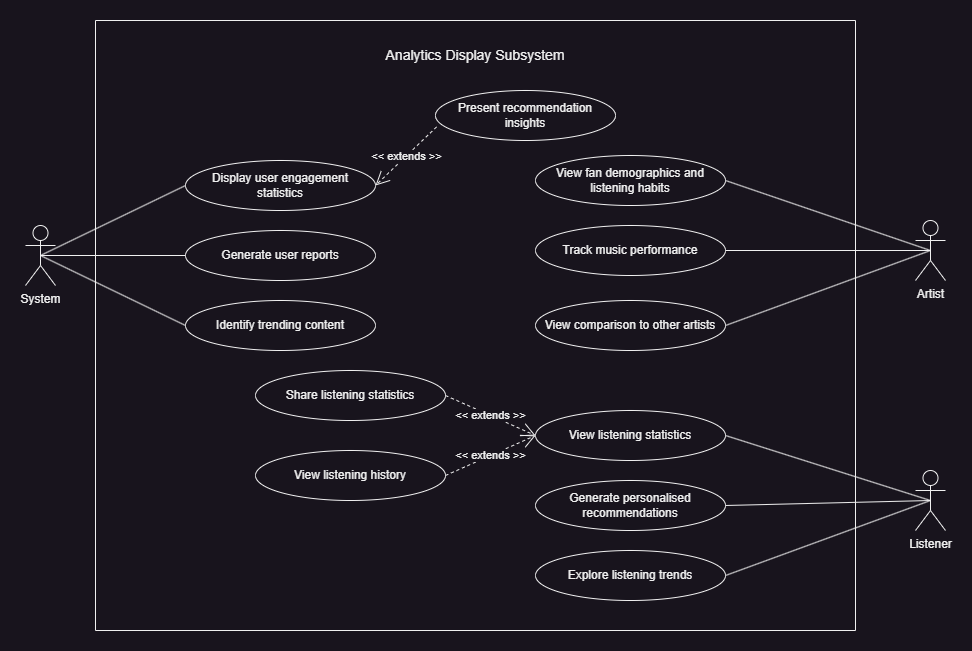 Analytics Display Subsystem
Present recommendation
insights
<< extends >>
Display user engagement
statistics
View fan demographics and
listening habits
Generate user reports
Track music performance
System
Artist
Identify trending content
View comparison to other artists
Share listening statistics
<< extends >>
View listening statistics
<< extends >>
View listening history
Generate personalised
recommendations
Listener
Explore listening trends